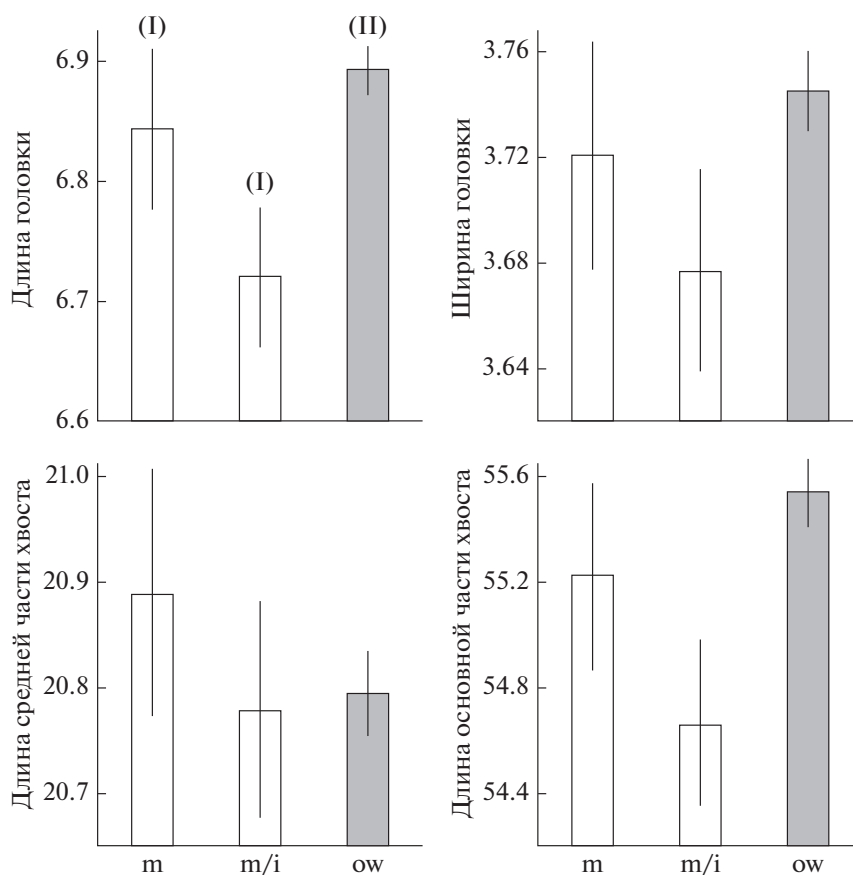 (I)
(I)
(II)
6.9
6.8
6.7
6.6
Длина головки
3.76
3.72
3.68
3.64
Ширина головки
21.0
20.9
20.8
20.7
Длина средней части хвоста
m
m/i
ow
55.6
55.2
54.8
54.4
Длина основной части хвоста
m
m/i
ow